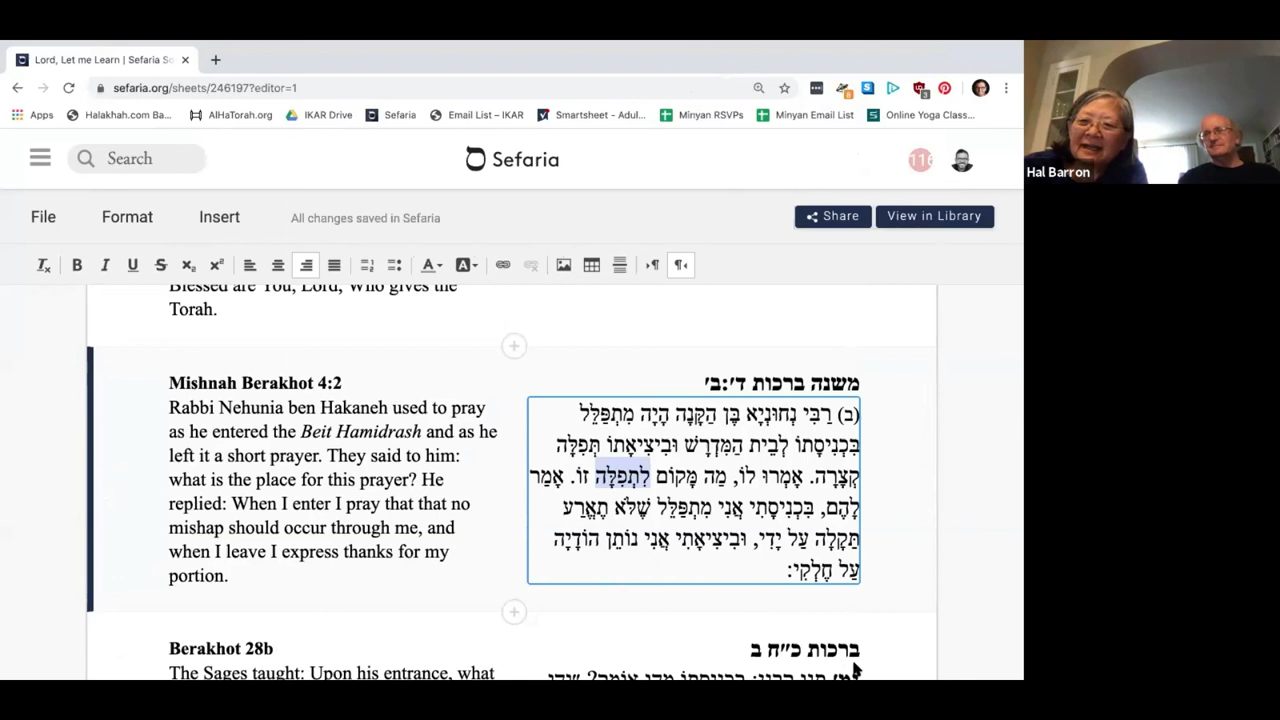 Lord, Let me Learn | Sefaria So
sefaria.org/sheets/246197?editor=1
Apps Halakhah.com Ba... AlHaTorah.org IKAR Drive Sefaria Email List – IKAR Smartsheet - Adul... Minyan RSVPs Minyan Email List Online Yoga Class...
Search Sefaria 116
File Format Insert All changes saved in Sefaria Share View in Library
Blessed are You, Lord, Who gives the
Torah.
Mishnah Berakhot 4:2
Rabbi Nehunia ben Hakaneh used to pray
as he entered the Beit Hamidrash and as he
left it a short prayer. They said to him:
what is the place for this prayer? He
replied: When I enter I pray that that no
mishap should occur through me, and
when I leave I express thanks for my
portion.
משנה ברכות ד׳:ב׳
(ב) רַבִּי נְחוּנְיָא בֶּן הַקָּנֶה הָיָה מִתְפַּלֵּל
בִּכְנִיסָתוֹ לְבֵית הַמִּדְרָשׁ וּבִיצִיאָתוֹ תְּפִלָּה
קְצָרָה. אָמְרוּ לוֹ, מַה מָּקוֹם לִתְפִלָּה זוֹ. אָמַר
לָהֶם, בִּכְנִיסָתִי אֲנִי מִתְפַּלֵּל שֶׁלֹּא תֶאֱרַע
תַּקָּלָה עַל יָדִי, וּבִיצִיאָתִי אֲנִי נוֹתֵן הוֹדָיָה
עַל חֶלְקִי:
Berakhot 28b
The Sages taught: Upon his entrance, what
ברכות כ״ח ב
Hal Barron